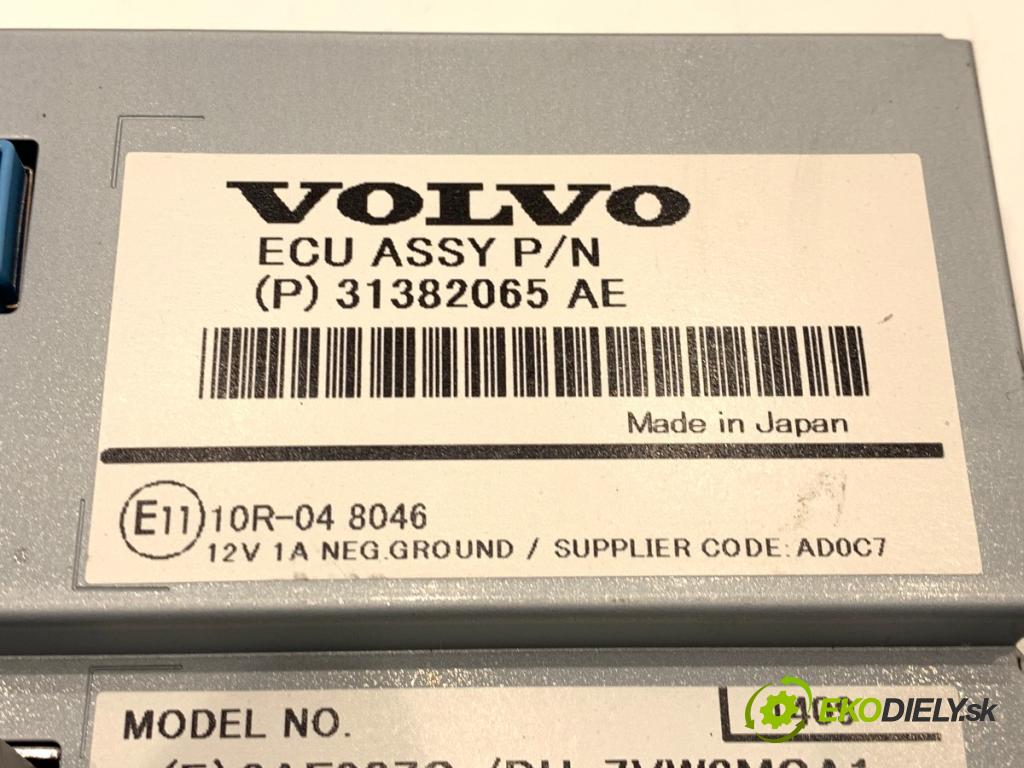 VOLVO
ECU ASSY P/N
(P) 31382065 AE
Made in Japan
E11 10R-04 8046
12V 1A NEG.GROUND / SUPPLIER CODE: AD0C7
MODEL NO.
EKODIELY.sk